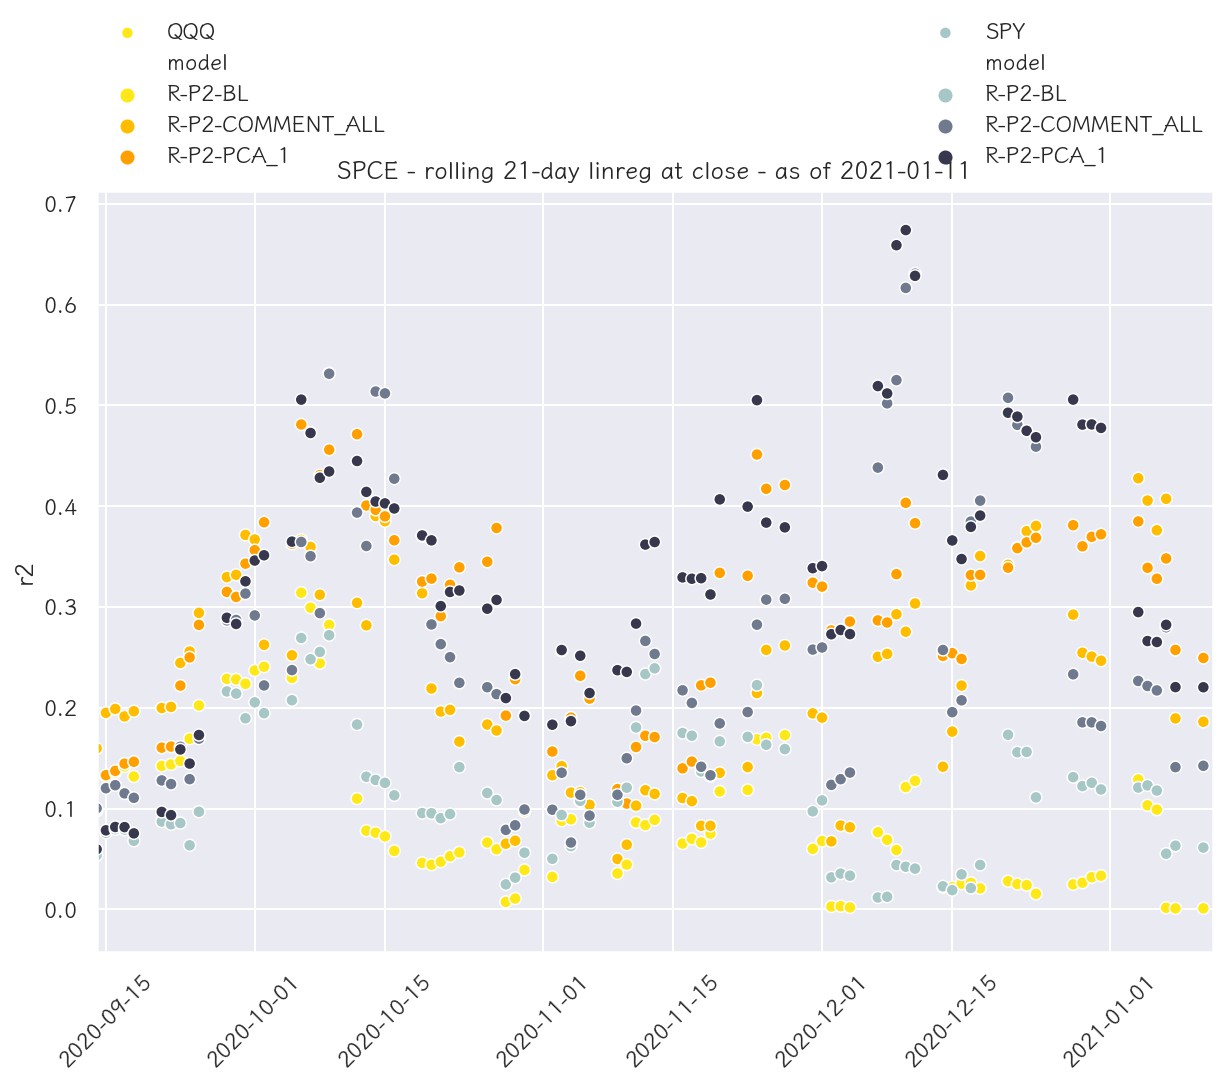 QQQ
model
R-P2-BL
R-P2-COMMENT_ALL
R-P2-PCA_1
SPY
model
R-P2-BL
R-P2-COMMENT_ALL
R-P2-PCA_1
SPCE - rolling 21-day linreg at close - as of 2021-01-11
r2
0.7
0.6
0.5
0.4
0.3
0.2
0.1
0.0
2020-09-15
2020-10-01
2020-10-15
2020-11-01
2020-11-15
2020-12-01
2020-12-15
2021-01-01